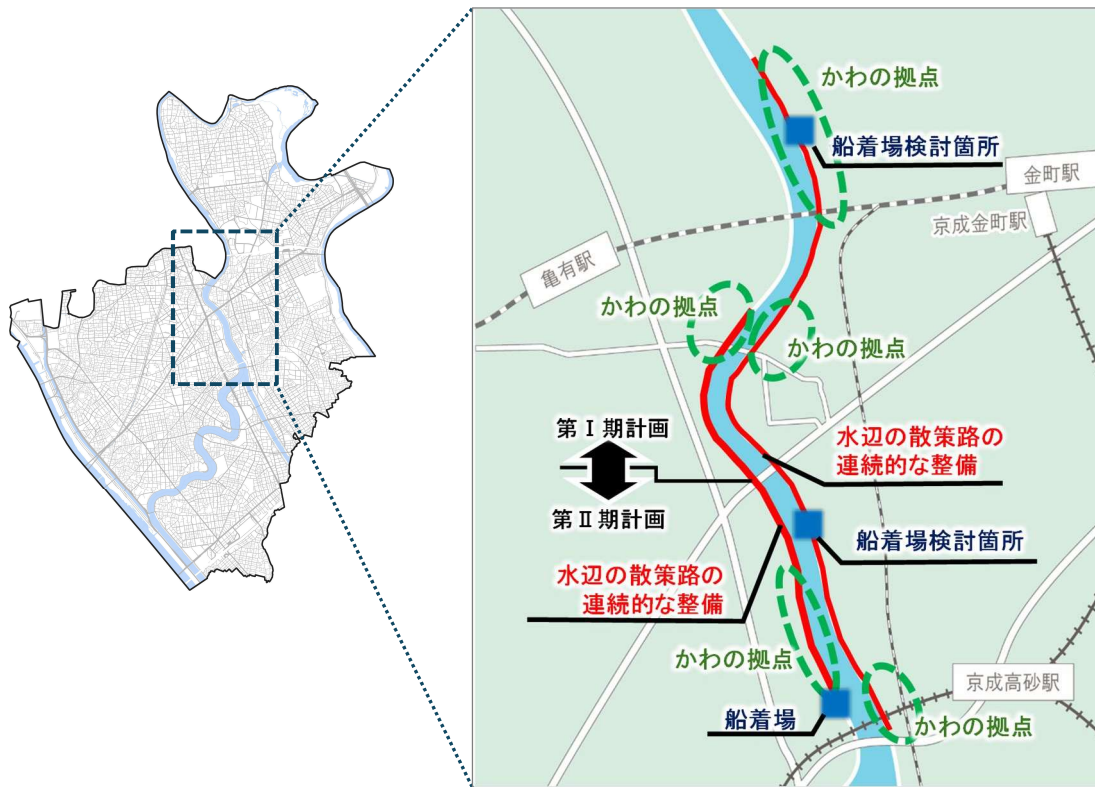 かわの拠点
船着場検討箇所
金町駅
京成金町駅
亀有駅
かわの拠点
かわの拠点
第Ⅰ期計画
水辺の散策路の
連続的な整備
第Ⅱ期計画
船着場検討箇所
水辺の散策路の
連続的な整備
かわの拠点
京成高砂駅
船着場
かわの拠点